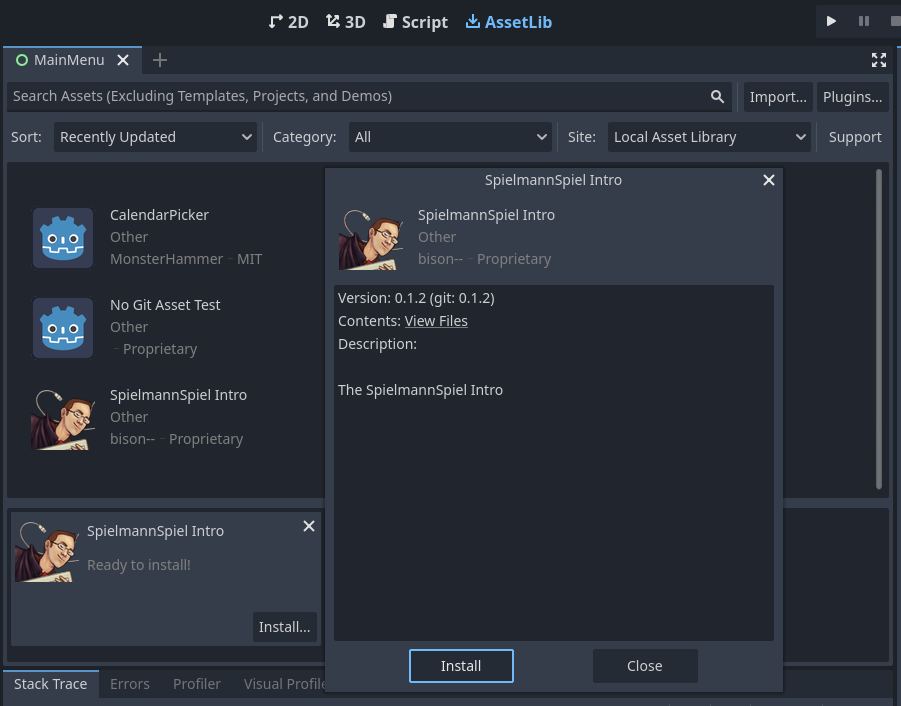 2D 3D Script AssetLib
MainMenu
Search Assets (Excluding Templates, Projects, and Demos) Import... Plugins...
Sort: Recently Updated Category: All Site: Local Asset Library Support
CalendarPicker
Other
MonsterHammer - MIT
No Git Asset Test
Other
- Proprietary
SpielmannSpiel Intro
Other
bison-- - Proprietary
SpielmannSpiel Intro
Ready to install!
Install...
SpielmannSpiel Intro
SpielmannSpiel Intro
Other
bison-- - Proprietary
Version: 0.1.2 (git: 0.1.2)
Contents: View Files
Description:
The SpielmannSpiel Intro
Install Close
Stack Trace Errors Profiler Visual Profile